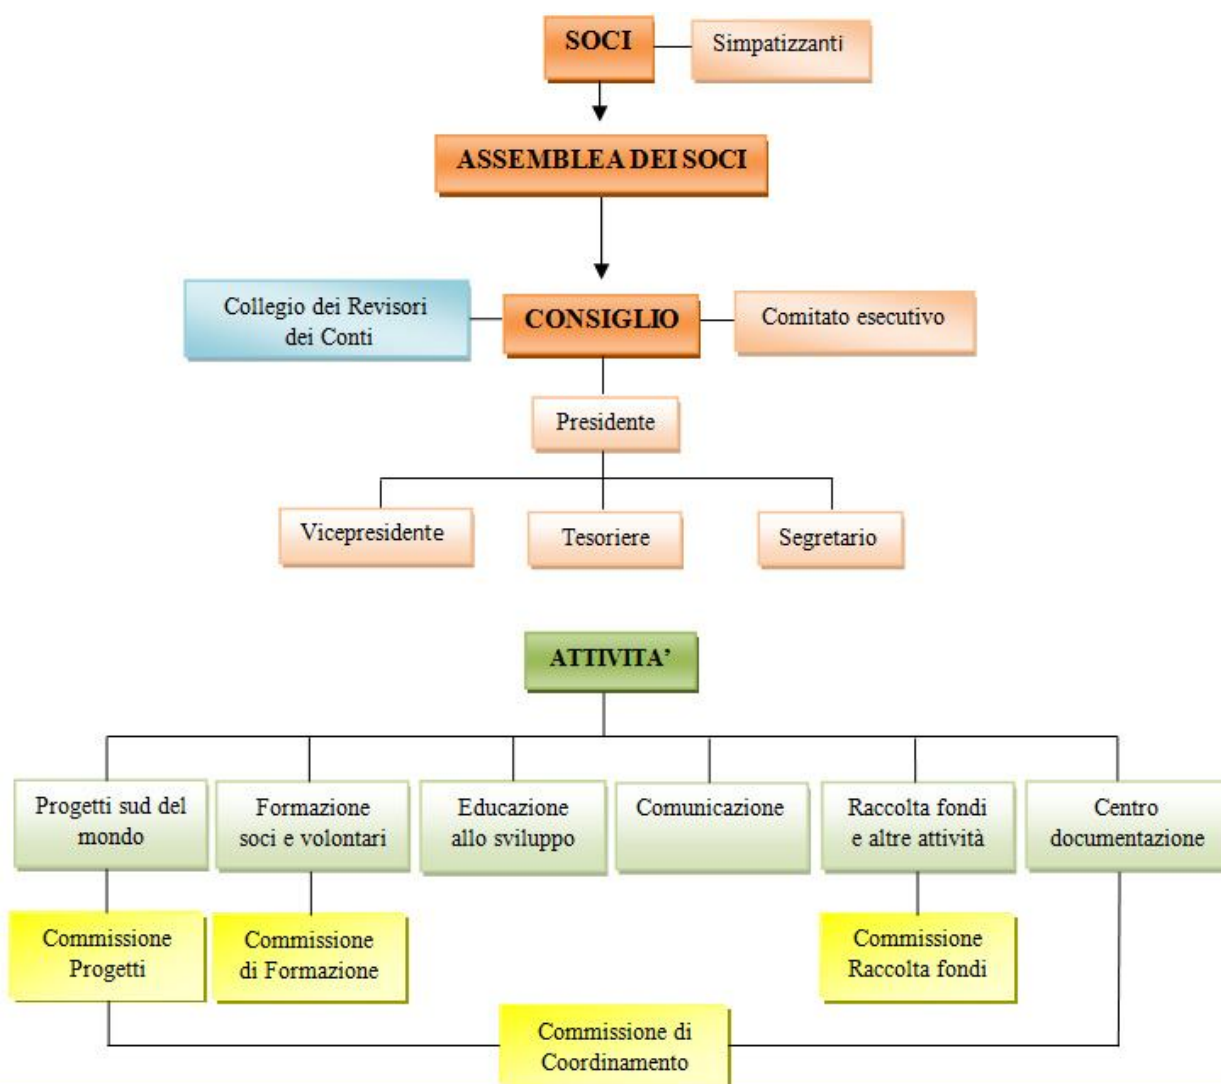 SOCI
Simpatizzanti
ASSEMBLEA DEI SOCI
Collegio dei Revisori
dei Conti
CONSIGLIO
Comitato esecutivo
Presidente
Vicepresidente
Tesoriere
Segretario
ATTIVITA’
Progetti sud del
mondo
Formazione
soci e volontari
Educazione
allo sviluppo
Comunicazione
Raccolta fondi
e altre attività
Centro
documentazione
Commissione
Progetti
Commissione
di Formazione
Commissione
Raccolta fondi
Commissione di
Coordinamento